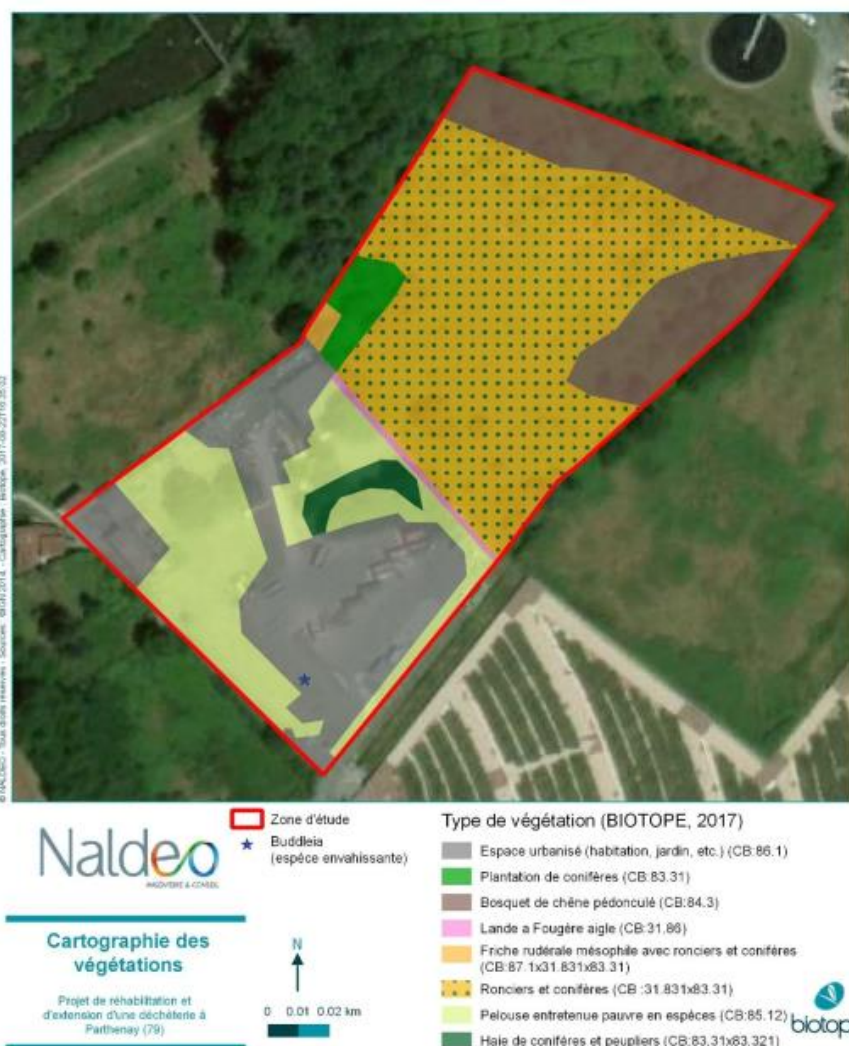 Naldeo
INGÉNIERIE & CONSEIL
Cartographie des
végétations
Projet de réhabilitation et
d'extension d'une déchèterie à
Parthenay (79)
Zone d'étude
Buddleia
(espèce envahissante)
N
0 0.01 0.02 km
Type de végétation (BIOTOPE, 2017)
Espace urbanisé (habitation, jardin, etc.) (CB:86.1)
Plantation de conifères (CB:83.31)
Bosquet de chêne pédonculé (CB:84.3)
Lande a Fougère aigle (CB:31.86)
Friche rudérale mésophile avec ronciers et conifères
(CB:87.1x31.831x83.31)
Ronciers et conifères (CB :31.831x83.31)
Pelouse entretenue pauvre en espèces (CB:85.12)
Haie de conifères et peupliers (CB:83.31x83.321)
biotop